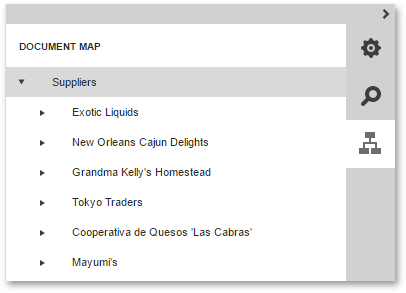 DOCUMENT MAP
Suppliers
Exotic Liquids
New Orleans Cajun Delights
Grandma Kelly's Homestead
Tokyo Traders
Cooperativa de Quesos 'Las Cabras'
Mayumi's